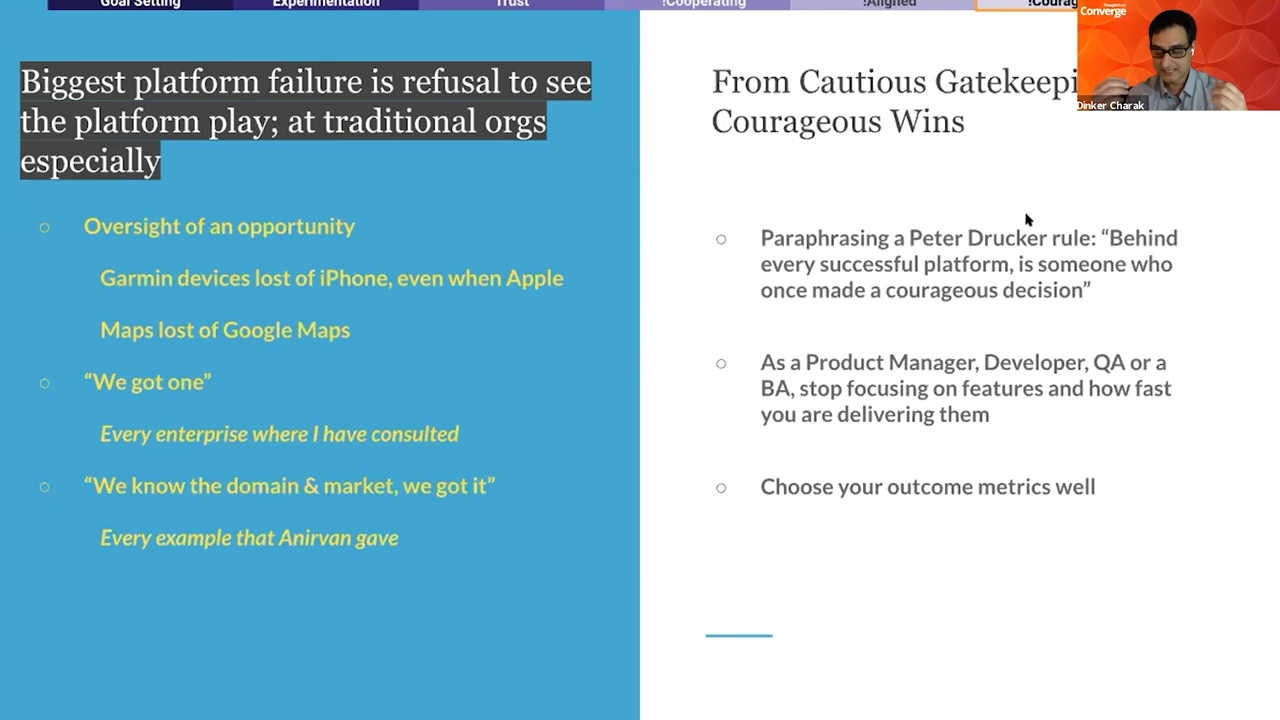 Goal Setting
Experimentation
Trust
!Cooperating
!Aligned
Converge
Dinker Charak
Biggest platform failure is refusal to see
the platform play; at traditional orgs
especially
Oversight of an opportunity
Garmin devices lost of iPhone, even when Apple
Maps lost of Google Maps
“We got one”
Every enterprise where I have consulted
“We know the domain & market, we got it”
Every example that Anirvan gave
From Cautious
Courageous Wins
Paraphrasing a Peter Drucker rule: “Behind
every successful platform, is someone who
once made a courageous decision”
As a Product Manager, Developer, QA or a
BA, stop focusing on features and how fast
you are delivering them
Choose your outcome metrics well